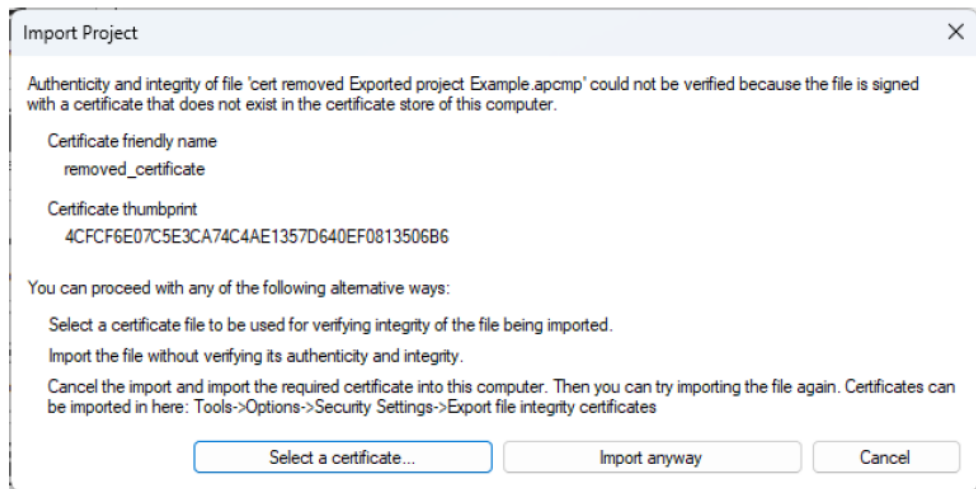 Import Project
Authenticity and integrity of file 'cert removed Exported project Example.apcmp' could not be verified because the file is signed
with a certificate that does not exist in the certificate store of this computer.
Certificate friendly name
removed_certificate
Certificate thumbprint
4CFCF6E07C5E3CA74C4AE1357D640EF0813506B6
You can proceed with any of the following alternative ways:
Select a certificate file to be used for verifying integrity of the file being imported.
Import the file without verifying its authenticity and integrity.
Cancel the import and import the required certificate into this computer. Then you can try importing the file again. Certificates can
be imported in here: Tools->Options->Security Settings->Export file integrity certificates
Select a certificate... Import anyway Cancel